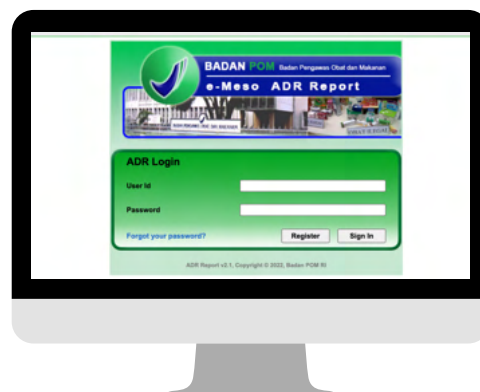 BADAN POM Badan Pengawas Obat dan Makanan
e-Meso ADR Report
ADR Login
User Id
Password
Forgot your password?
Register
Sign In
ADR Report v2.1, Copyright © 2022, Badan POM RI